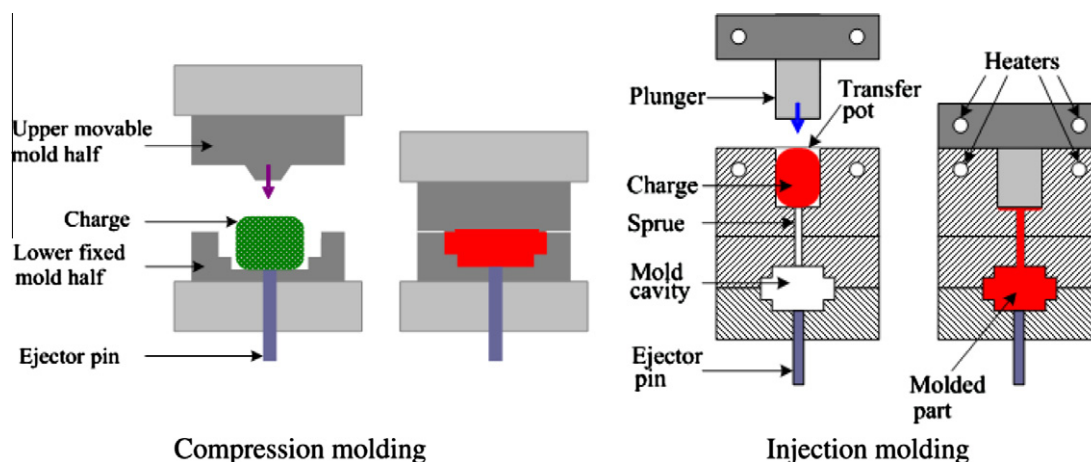 Upper movable
mold half
Charge
Lower fixed
mold half
Ejector pin
Compression molding
Plunger
Transfer
pot
Heaters
Charge
Sprue
Mold
cavity
Ejector
pin
Molded
part
Injection molding